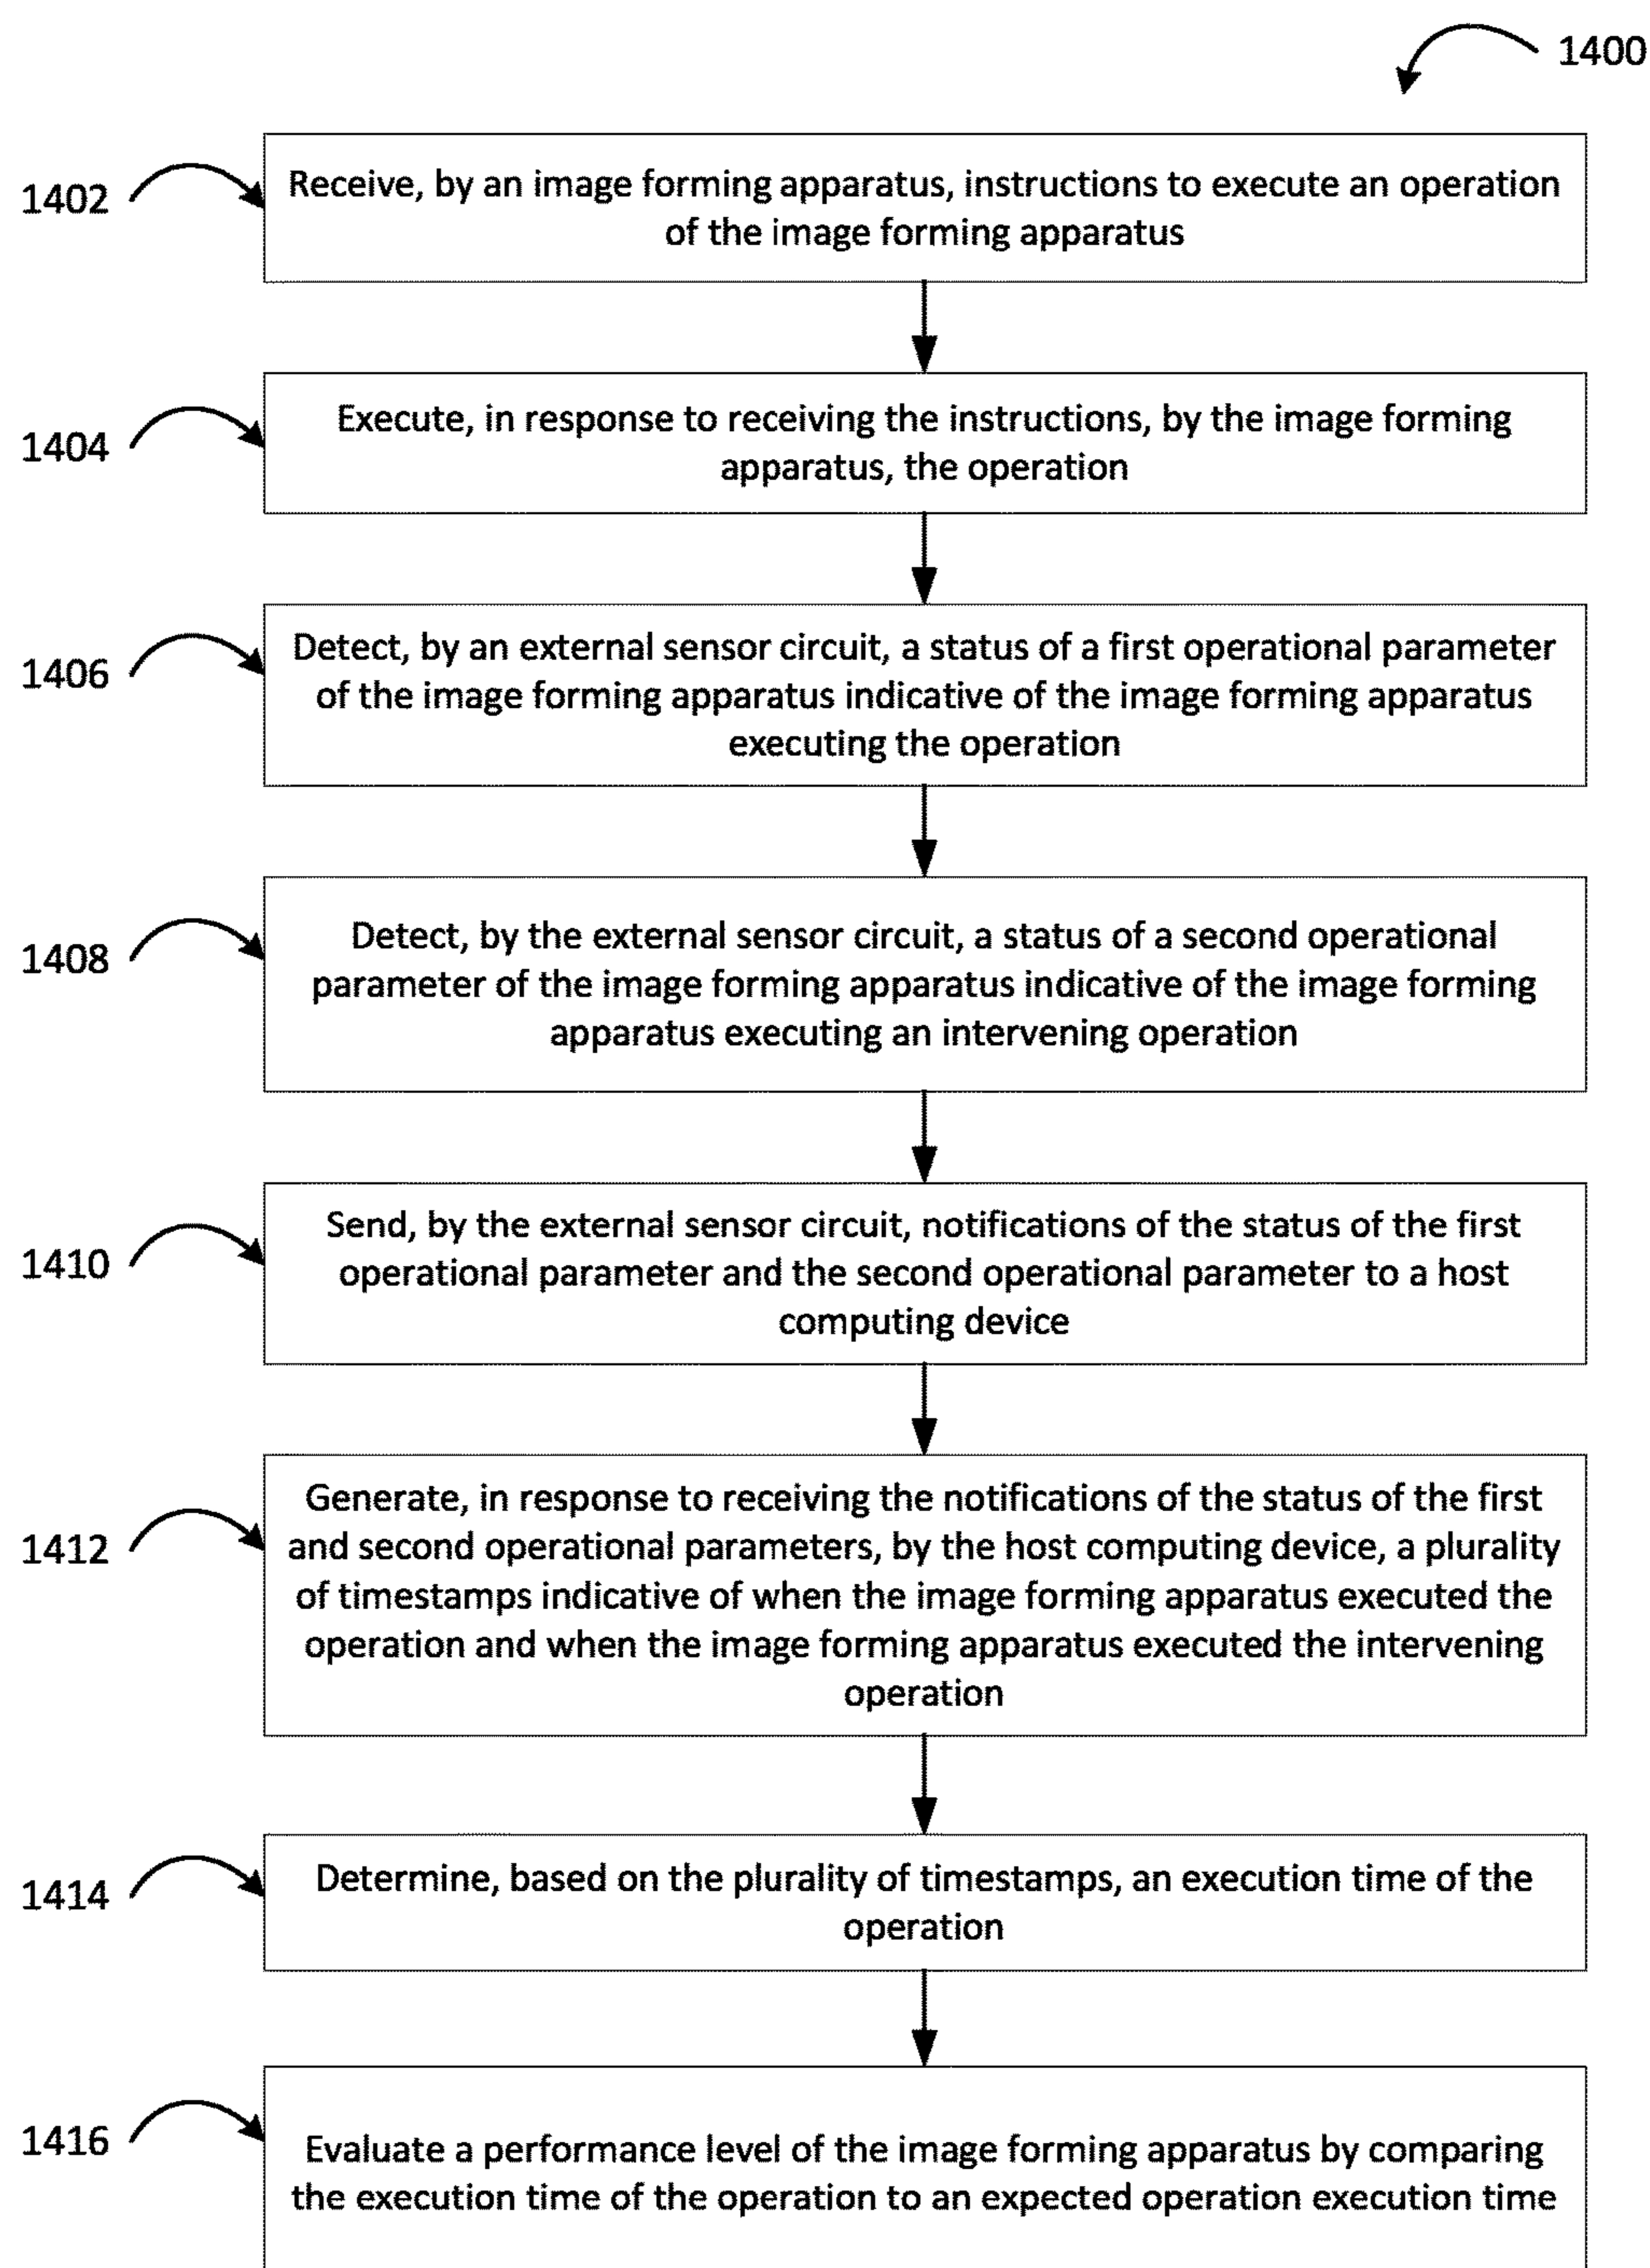 1400
1402
Receive, by an image forming apparatus, instructions to execute an operation
of the image forming apparatus
1404
Execute, in response to receiving the instructions, by the image forming
apparatus, the operation
1406
Detect, by an external sensor circuit, a status of a first operational parameter
of the image forming apparatus indicative of the image forming apparatus
executing the operation
1408
Detect, by the external sensor circuit, a status of a second operational
parameter of the image forming apparatus indicative of the image forming
apparatus executing an intervening operation
1410
Send, by the external sensor circuit, notifications of the status of the first
operational parameter and the second operational parameter to a host
computing device
1412
Generate, in response to receiving the notifications of the status of the first
and second operational parameters, by the host computing device, a plurality
of timestamps indicative of when the image forming apparatus executed the
operation and when the image forming apparatus executed the intervening
operation
1414
Determine, based on the plurality of timestamps, an execution time of the
operation
1416
Evaluate a performance level of the image forming apparatus by comparing
the execution time of the operation to an expected operation execution time